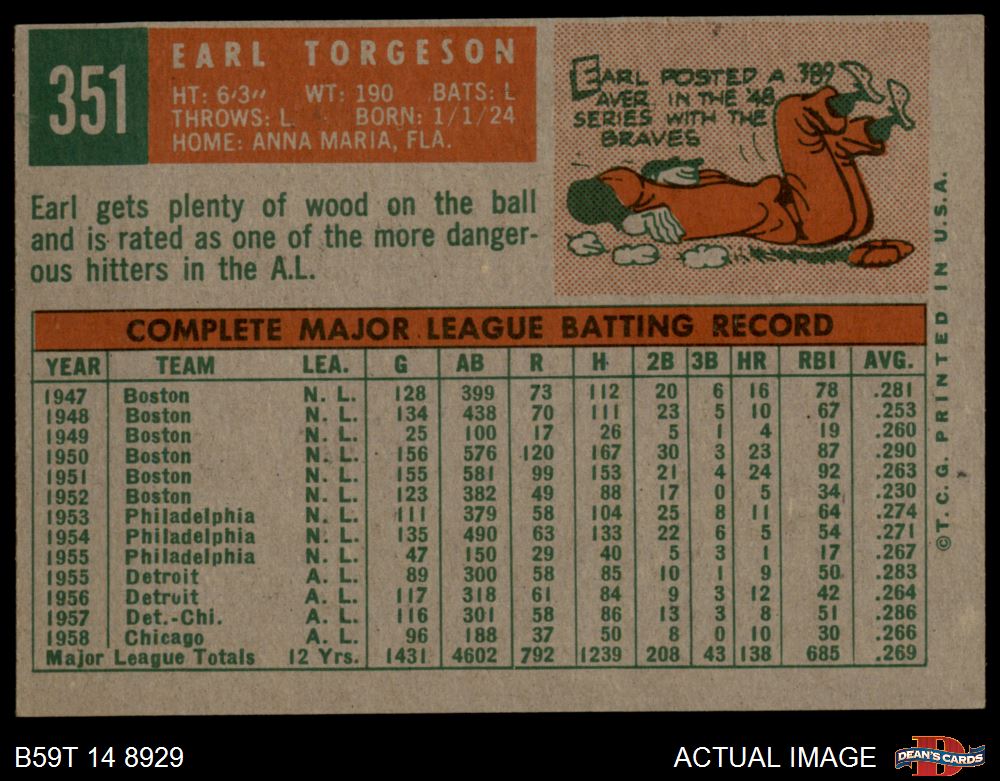 351
EARL TORGESON
HT: 6'3" WT: 190 BATS: L
THROWS: L BORN: 1/1/24
HOME: ANNA MARIA, FLA.
EARL POSTED A .389
AVER. IN THE '48
SERIES WITH THE
BRAVES
Earl gets plenty of wood on the ball
and is rated as one of the more danger-
ous hitters in the A.L.
COMPLETE MAJOR LEAGUE BATTING RECORD
YEAR TEAM LEA. G AB R H 2B 3B HR RBI AVG.
1947 Boston N. L. 128 399 73 112 20 6 16 78 .281
1948 Boston N. L. 134 438 70 111 23 5 10 67 .253
1949 Boston N. L. 25 100 17 26 5 1 4 19 .260
1950 Boston N. L. 156 576 120 167 30 3 23 87 .290
1951 Boston N. L. 155 581 99 153 21 4 24 92 .263
1952 Boston N. L. 123 382 49 88 17 0 5 34 .230
1953 Philadelphia N. L. 111 379 58 104 25 8 11 64 .274
1954 Philadelphia N. L. 135 490 63 133 22 6 5 54 .271
1955 Philadelphia N. L. 47 150 29 40 5 3 1 17 .267
1955 Detroit A. L. 89 300 58 85 10 1 9 50 .283
1956 Detroit A. L. 117 318 61 84 9 3 12 42 .264
1957 Det.-Chi. A. L. 116 301 58 86 13 3 8 51 .286
1958 Chicago A. L. 96 188 37 50 8 0 10 30 .266
Major League Totals 12 Yrs. 1431 4602 792 1239 208 43 138 685 .269
© T. C. G. PRINTED IN U.S.A.
B59T 14 8929
ACTUAL IMAGE
D
DEAN'S CARDS